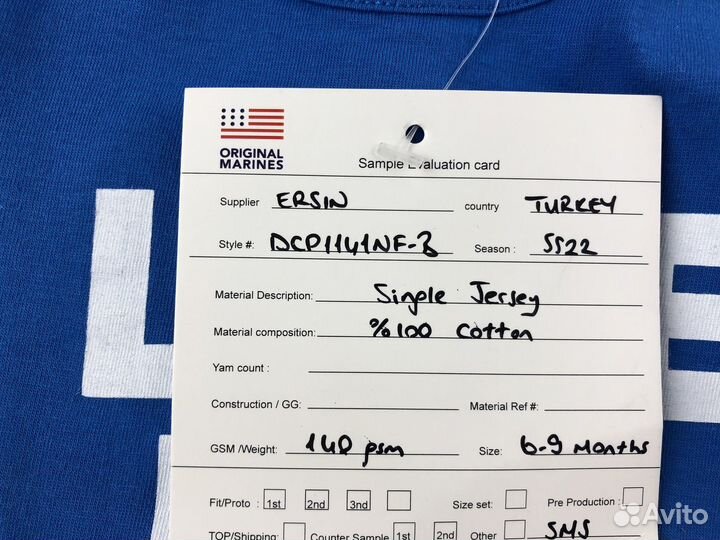 ORIGINAL
MARINES
Sample Evaluation card
Supplier ERSIN country TURKEY
Style #: DCP1141NF-B Season : SS22
Material Description: Single Jersey
Material composition: %100 cotton
Yarn count :
Construction / GG: Material Ref #:
GSM /Weight: 140 gsm Size: 6-9 Months
Fit/Proto : 1st 2nd 3nd Size set: Pre Production :
TOP/Shipping: Counter Sample 1st 2nd Other SMS
L E
Avito